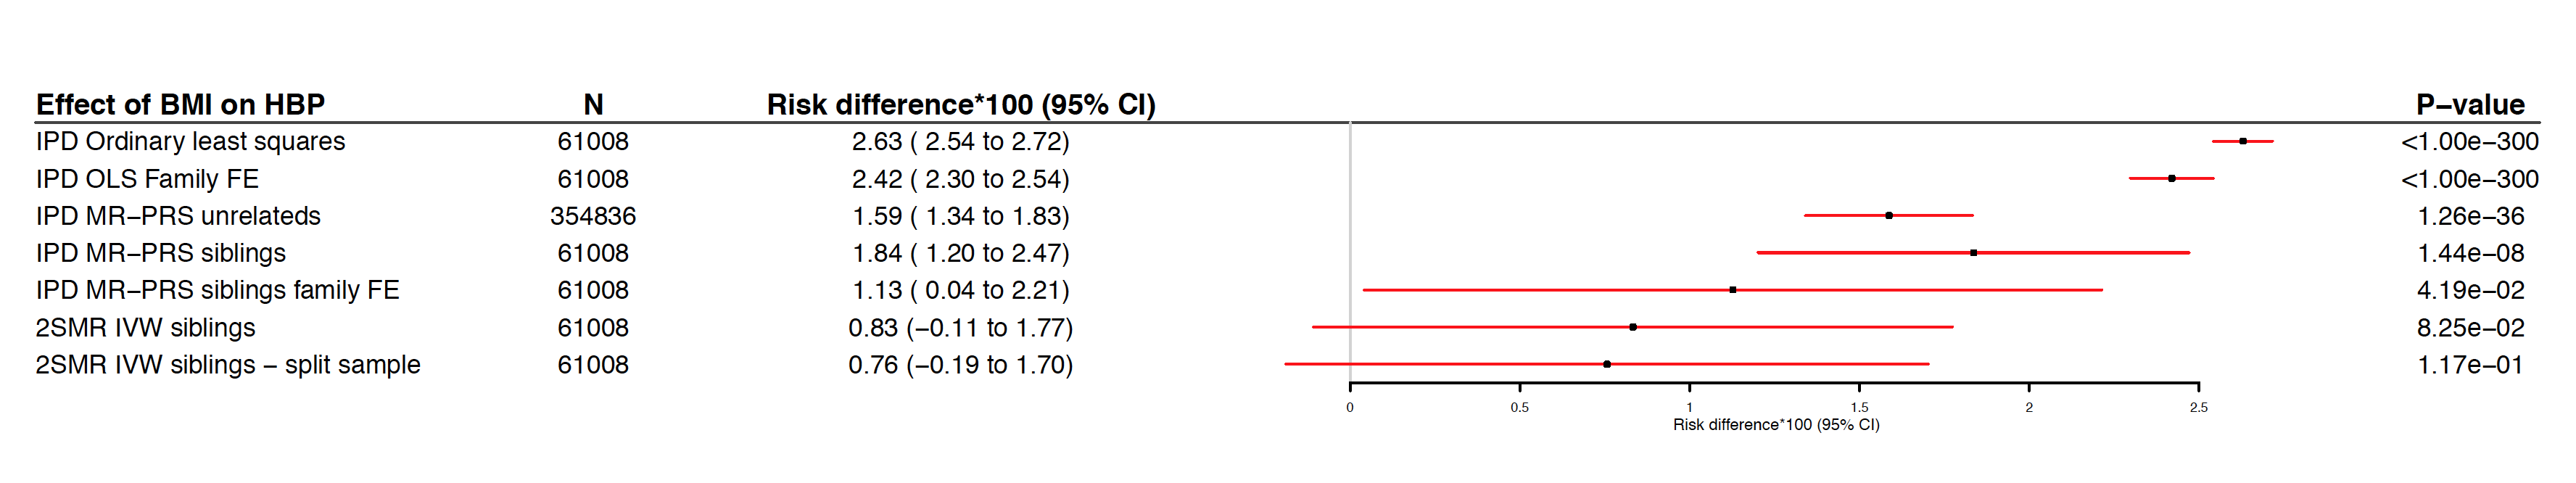 Effect of BMI on HBP N Risk difference*100 (95% CI) P−value
IPD Ordinary least squares 61008 2.63 ( 2.54 to 2.72) <1.00e−300
IPD OLS Family FE 61008 2.42 ( 2.30 to 2.54) <1.00e−300
IPD MR−PRS unrelateds 354836 1.59 ( 1.34 to 1.83) 1.26e−36
IPD MR−PRS siblings 61008 1.84 ( 1.20 to 2.47) 1.44e−08
IPD MR−PRS siblings family FE 61008 1.13 ( 0.04 to 2.21) 4.19e−02
2SMR IVW siblings 61008 0.83 (−0.11 to 1.77) 8.25e−02
2SMR IVW siblings − split sample 61008 0.76 (−0.19 to 1.70) 1.17e−01
0 0.5 1 1.5 2 2.5
Risk difference*100 (95% CI)